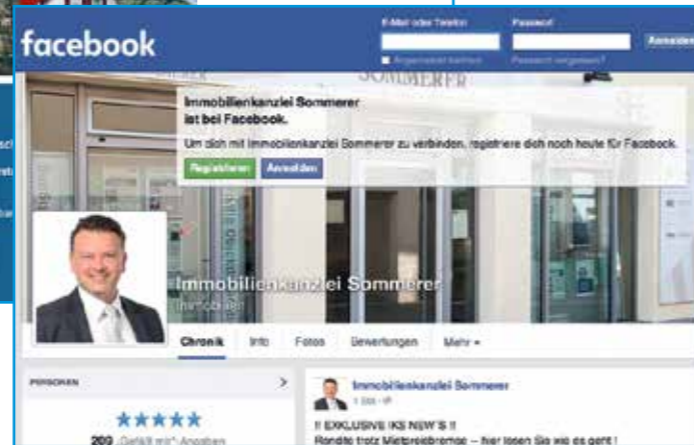 facebook
E-Mail oder Telefon
Passwort
Angemeldet bleiben
Passwort vergessen?
Anmelden
SOMMERER
Immobilienkanzlei Sommerer
ist bei Facebook.
Um dich mit Immobilienkanzlei Sommerer zu verbinden, registriere dich noch heute für Facebook.
Registrieren
Anmelden
Immobilienkanzlei Sommerer
Immobilien
Chronik Info Fotos Bewertungen Mehr
PERSONEN
209 „Gefällt mir“-Angaben
Immobilienkanzlei Sommerer
1 Std.
!! EXKLUSIVE IKS NEW'S !!
Rendite trotz Mietpreisbremse – hier lesen Sie wie es geht !